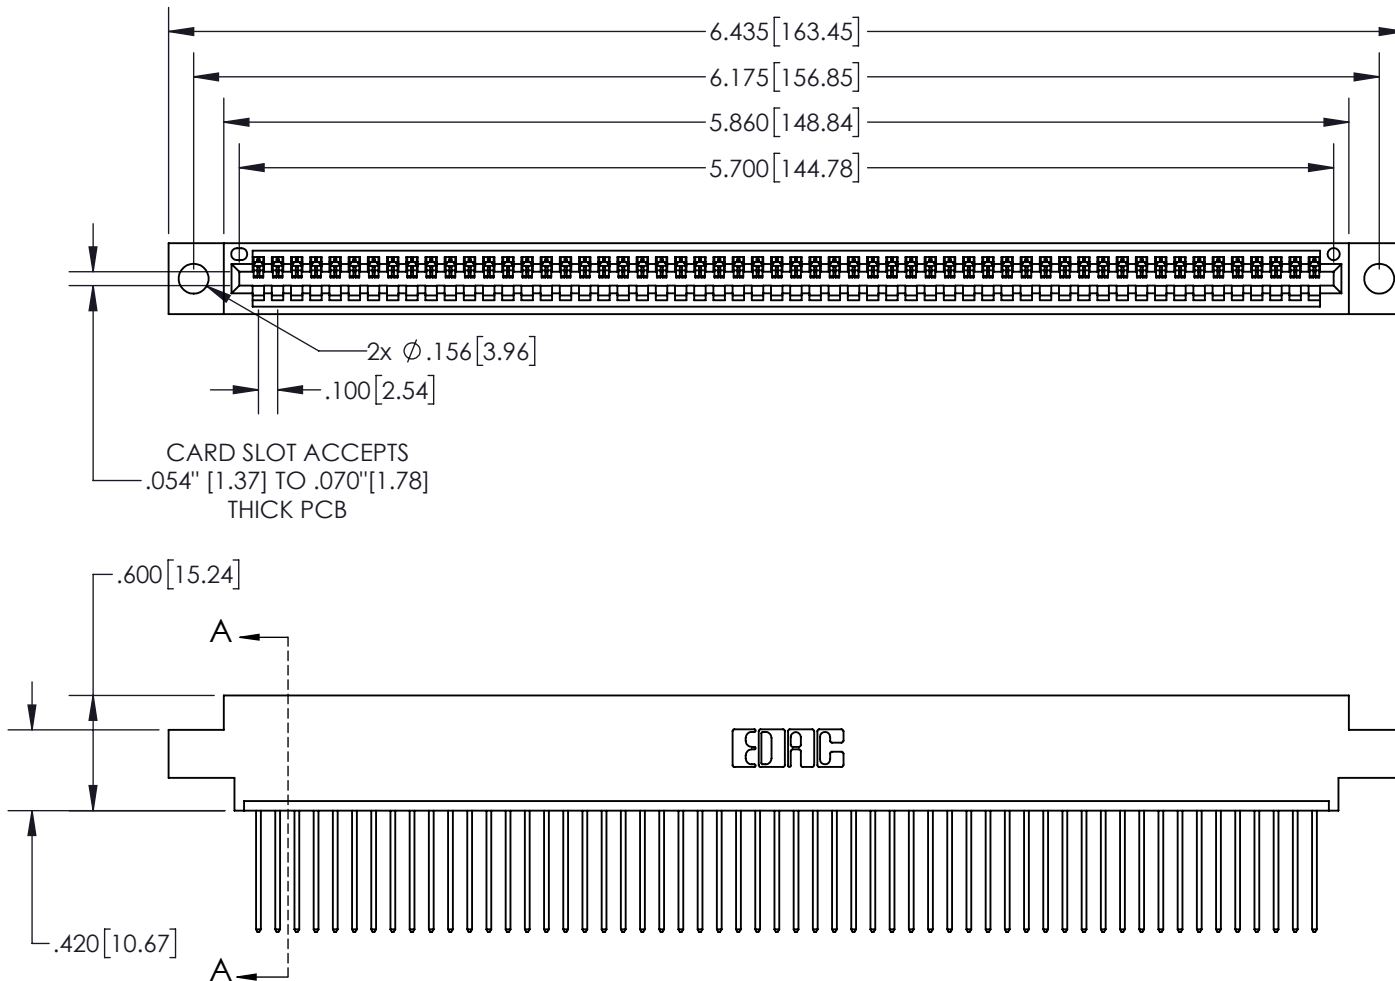 6.435[163.45]
6.175[156.85]
5.860[148.84]
5.700[144.78]
2x Ø.156[3.96]
.100[2.54]
CARD SLOT ACCEPTS
.054" [1.37] TO .070"[1.78]
THICK PCB
.600[15.24]
A
EDAC
.420[10.67]
A